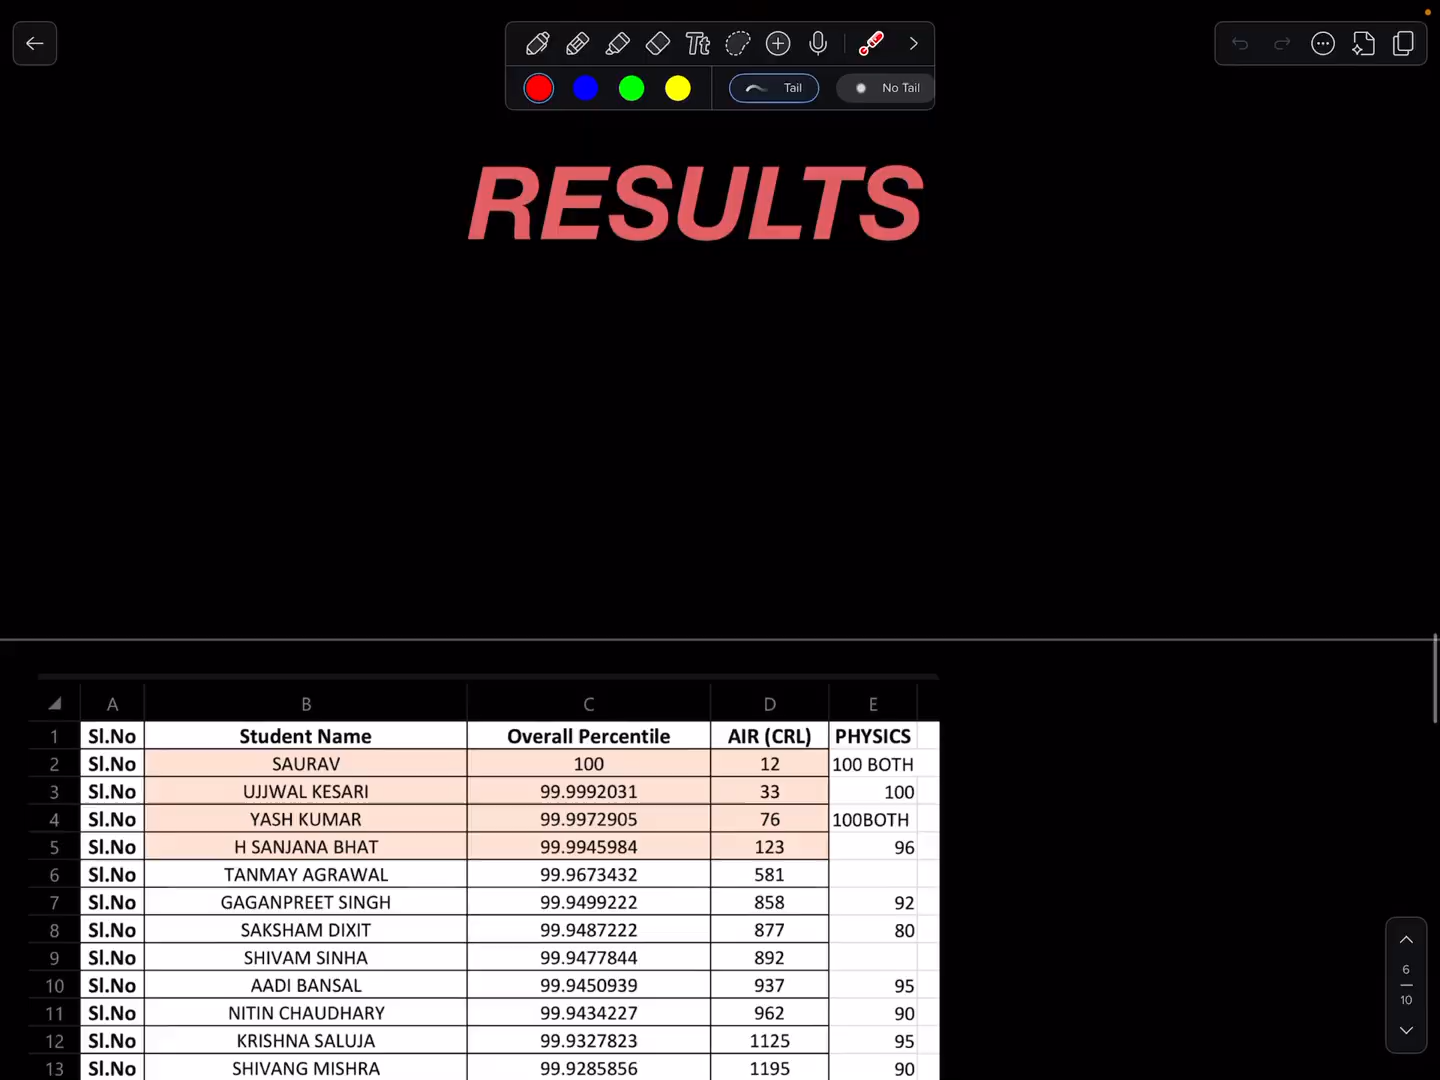 Tt
Tail
No Tail
RESULTS
A B C D E
1 Sl.No Student Name Overall Percentile AIR (CRL) PHYSICS
2 Sl.No SAURAV 100 12 100 BOTH
3 Sl.No UJJWAL KESARI 99.9992031 33 100
4 Sl.No YASH KUMAR 99.9972905 76 100BOTH
5 Sl.No H SANJANA BHAT 99.9945984 123 96
6 Sl.No TANMAY AGRAWAL 99.9673432 581
7 Sl.No GAGANPREET SINGH 99.9499222 858 92
8 Sl.No SAKSHAM DIXIT 99.9487222 877 80
9 Sl.No SHIVAM SINHA 99.9477844 892
10 Sl.No AADI BANSAL 99.9450939 937 95
11 Sl.No NITIN CHAUDHARY 99.9434227 962 90
12 Sl.No KRISHNA SALUJA 99.9327823 1125 95
13 Sl.No SHIVANG MISHRA 99.9285856 1195 90
6
10